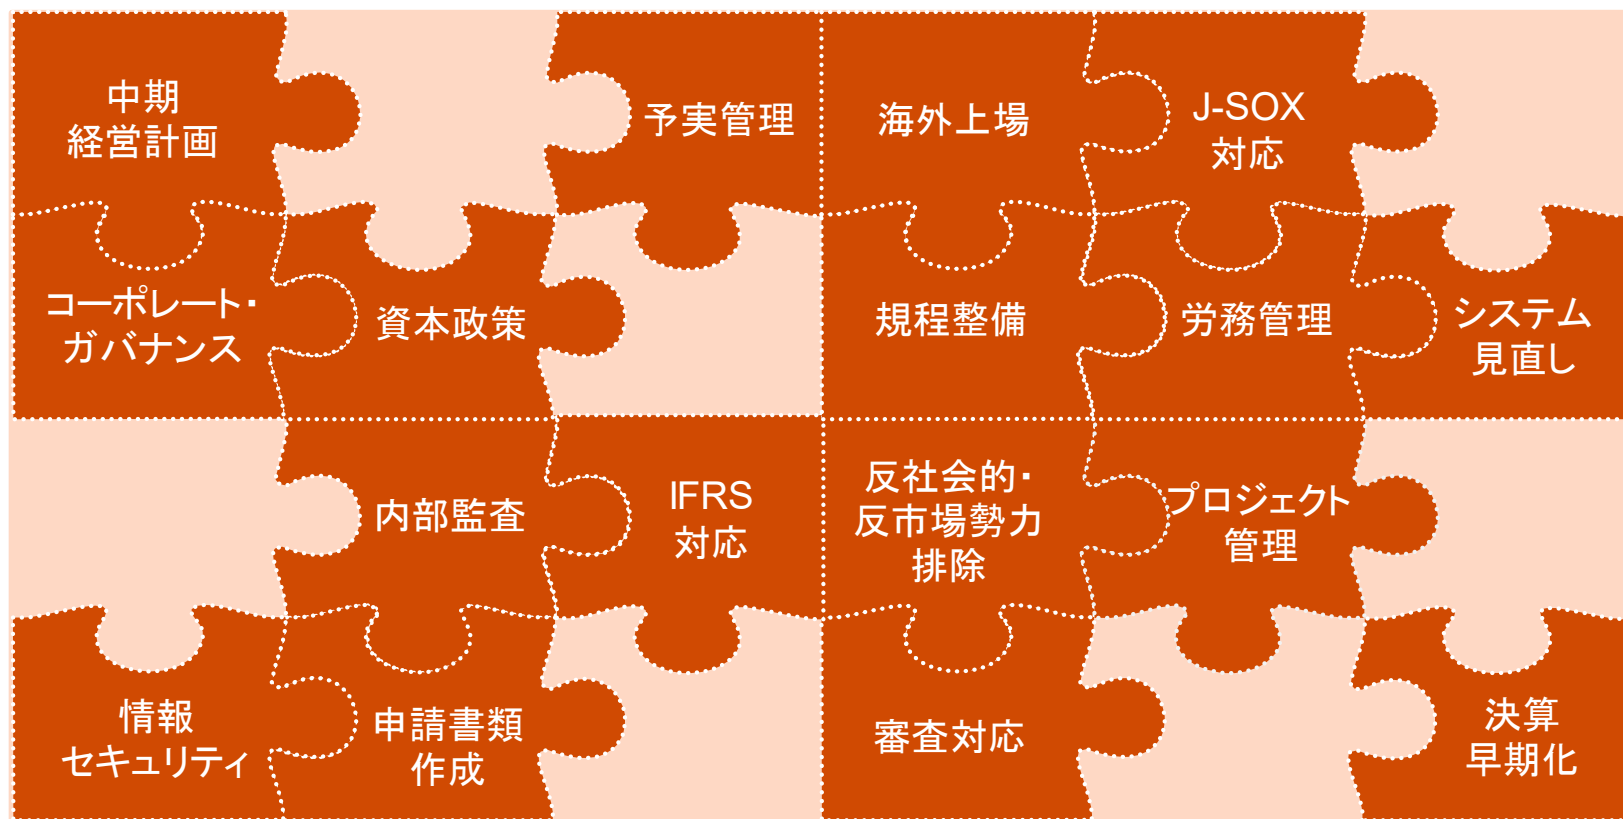 中期
経営計画
予実管理
海外上場
J-SOX
対応
コーポレート・
ガバナンス
資本政策
規程整備
労務管理
システム
見直し
内部監査
IFRS
対応
反社会的・
反市場勢力
排除
プロジェクト
管理
情報
セキュリティ
申請書類
作成
審査対応
決算
早期化